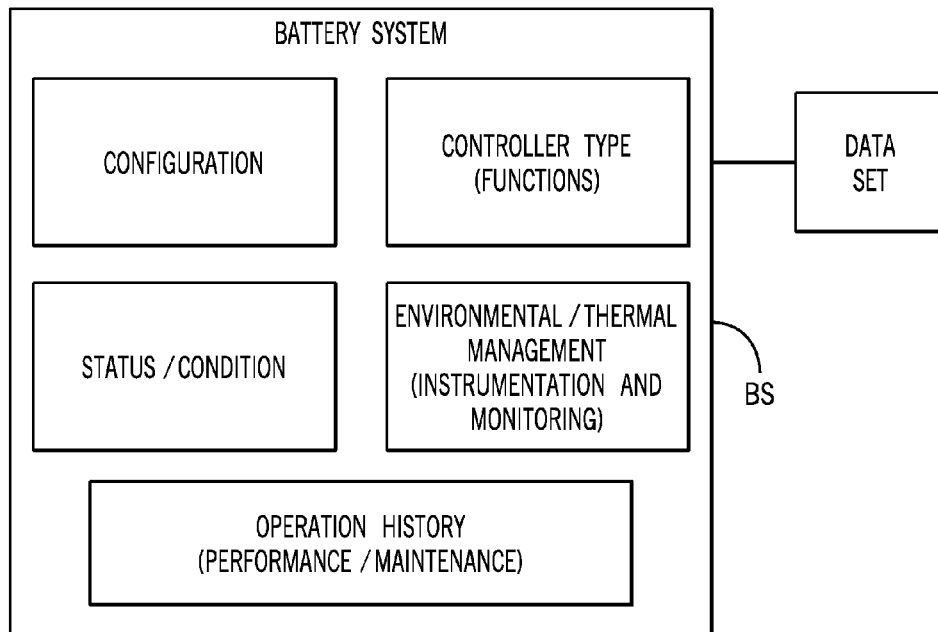 BATTERY SYSTEM
CONFIGURATION
CONTROLLER TYPE
(FUNCTIONS)
DATA
SET
STATUS / CONDITION
ENVIRONMENTAL / THERMAL
MANAGEMENT
(INSTRUMENTATION AND
MONITORING)
BS
OPERATION HISTORY
(PERFORMANCE / MAINTENANCE)